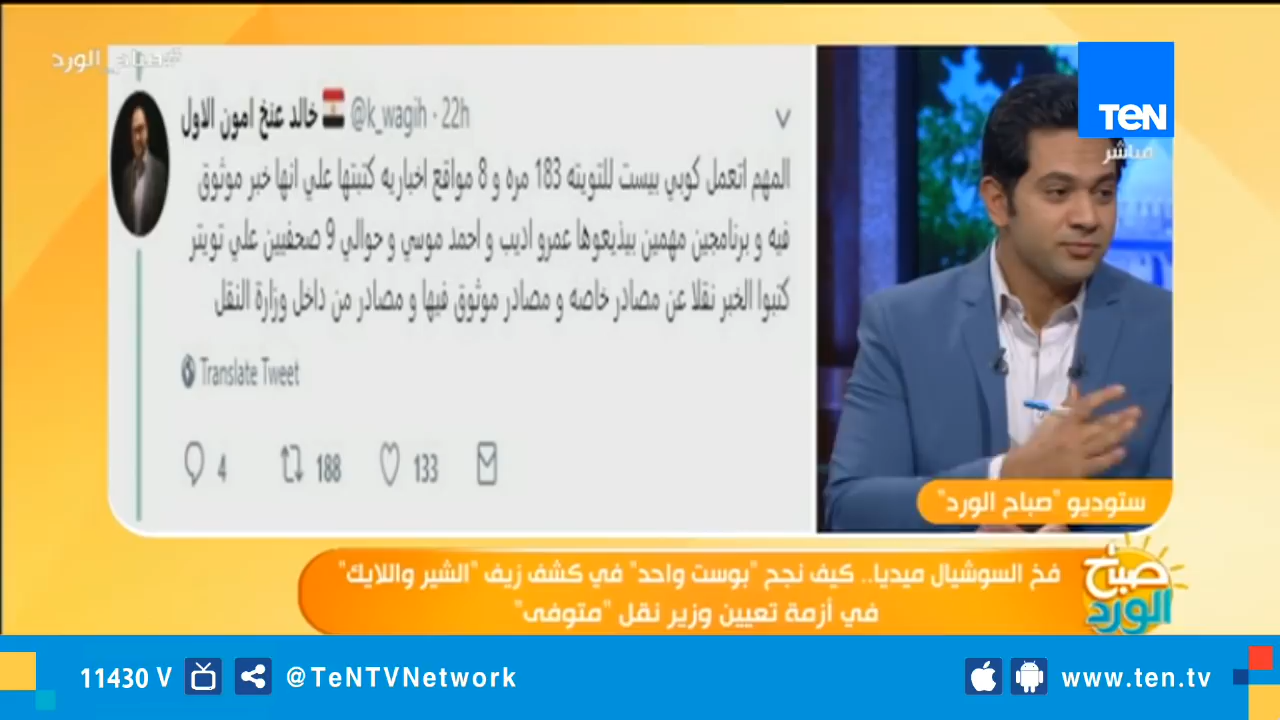 #صباح_الورد
TEN
مباشر
خالد عنخ امون الاول @k_wagih · 22h
المهم اتعمل كوبي بيست للتويته 183 مره و 8 مواقع اخباريه كتبتها علي انها خبر موثوق
فيه و برنامجين مهمين بيذيعوها عمرو اديب و احمد موسي و حوالي 9 صحفيين علي تويتر
كتبوا الخبر نقلا عن مصادر خاصه و مصادر موثوق فيها و مصادر من داخل وزارة النقل
Translate Tweet
4 188 133
ستوديو "صباح الورد"
فخ السوشيال ميديا.. كيف نجح "بوست واحد" في كشف زيف "الشير واللايك"
في أزمة تعيين وزير نقل "متوفى"
صباح
الورد
11430 V @TeNTVNetwork www.ten.tv